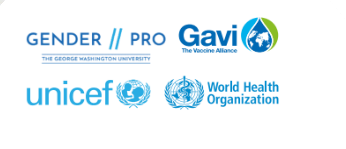 GENDER // PRO
THE GEORGE WASHINGTON UNIVERSITY
Gavi
The Vaccine Alliance
unicef
World Health
Organization